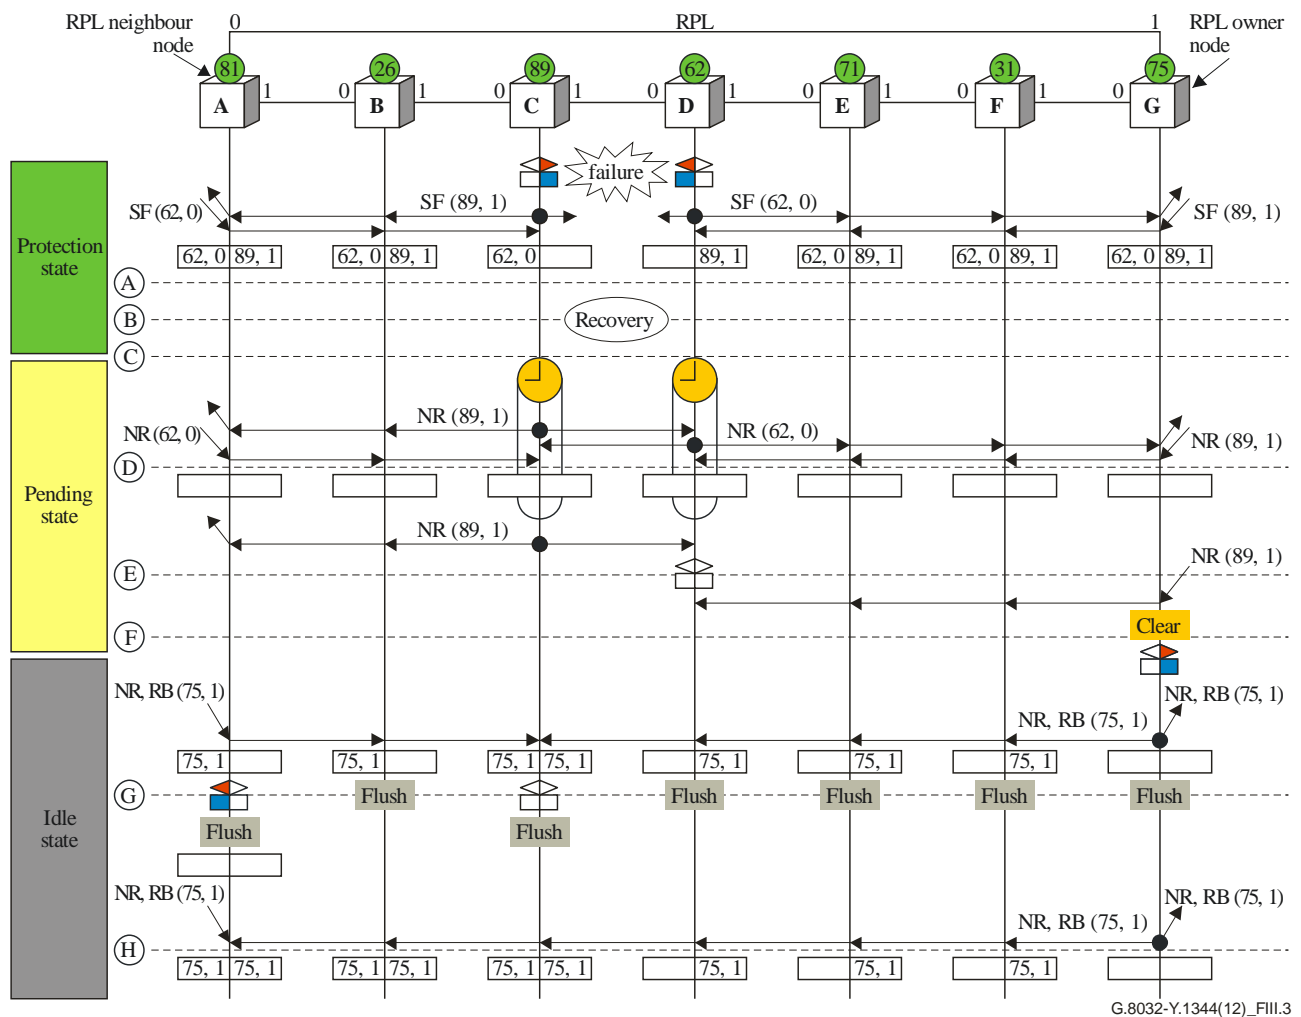 RPL neighbour
node
0
RPL
1
RPL owner
node
81
26
89
62
71
31
75
A
1
0
B
1
0
C
1
0
D
1
0
E
1
0
F
1
0
G
failure
SF (62, 0)
SF (89, 1)
SF (62, 0)
SF (89, 1)
Protection
state
62, 0 89, 1
62, 0 89, 1
62, 0
89, 1
62, 0 89, 1
62, 0 89, 1
62, 0 89, 1
A
B
Recovery
C
NR (89, 1)
NR (62, 0)
NR (62, 0)
NR (89, 1)
D
Pending
state
NR (89, 1)
NR (89, 1)
E
Clear
F
NR, RB (75, 1)
NR, RB (75, 1)
NR, RB (75, 1)
75, 1
75, 1
75, 1 75, 1
75, 1
75, 1
75, 1
G
Flush
Flush
Flush
Flush
Flush
Idle
state
Flush
Flush
NR, RB (75, 1)
NR, RB (75, 1)
NR, RB (75, 1)
H
75, 1 75, 1
75, 1 75, 1
75, 1 75, 1
75, 1
75, 1
75, 1
G.8032-Y.1344(12)_FIII.3